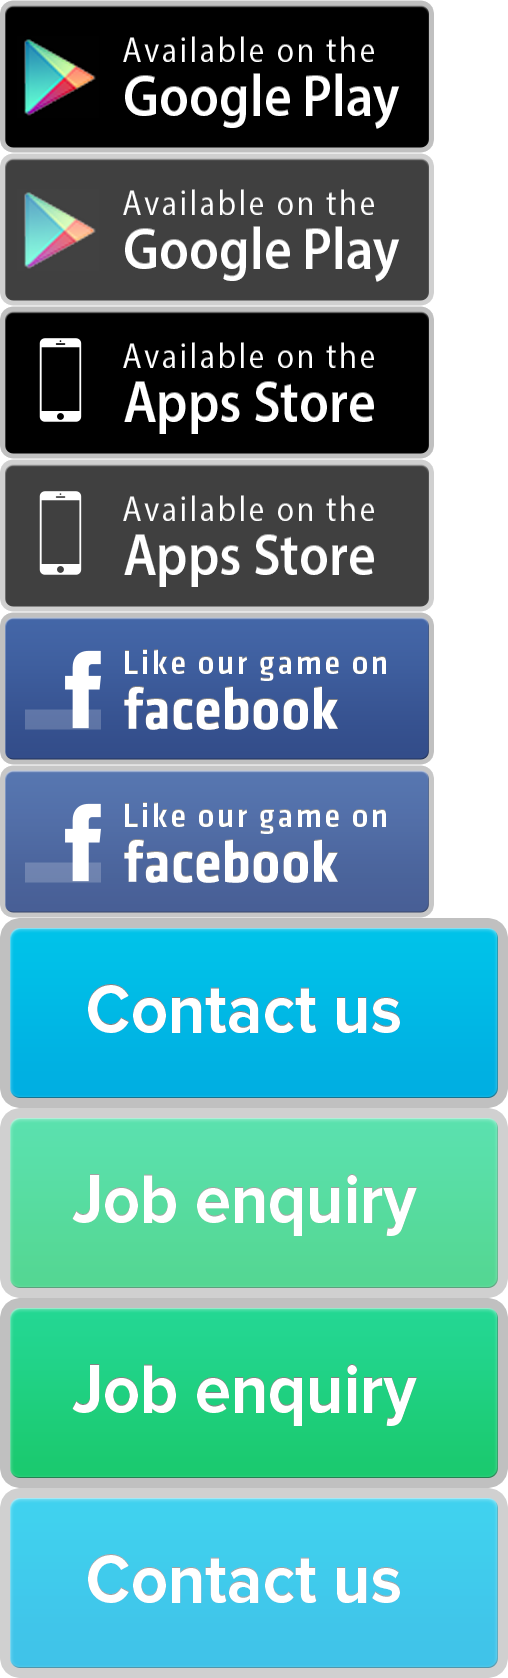 Available on the
Google Play
Available on the
Google Play
Available on the
Apps Store
Available on the
Apps Store
Like our game on
facebook
Like our game on
facebook
Contact us
Job enquiry
Job enquiry
Contact us